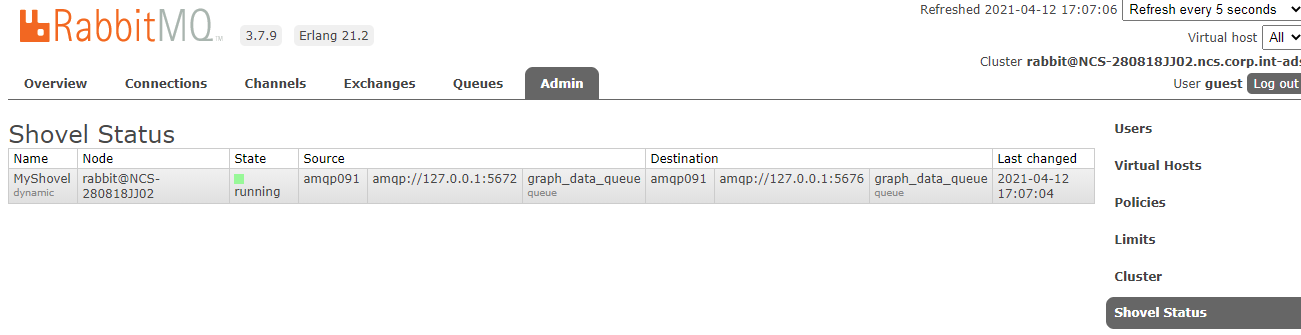 RabbitMQ TM 3.7.9 Erlang 21.2
Refreshed 2021-04-12 17:07:06 Refresh every 5 seconds
Virtual host All
Cluster rabbit@NCS-280818JJ02.ncs.corp.int-ads
User guest Log out
Overview Connections Channels Exchanges Queues Admin
Shovel Status
Name Node State Source Destination Last changed
MyShovel rabbit@NCS- amqp091 amqp://127.0.0.1:5672 graph_data_queue amqp091 amqp://127.0.0.1:5676 graph_data_queue 2021-04-12
dynamic 280818JJ02 running queue queue 17:07:04
Users
Virtual Hosts
Policies
Limits
Cluster
Shovel Status